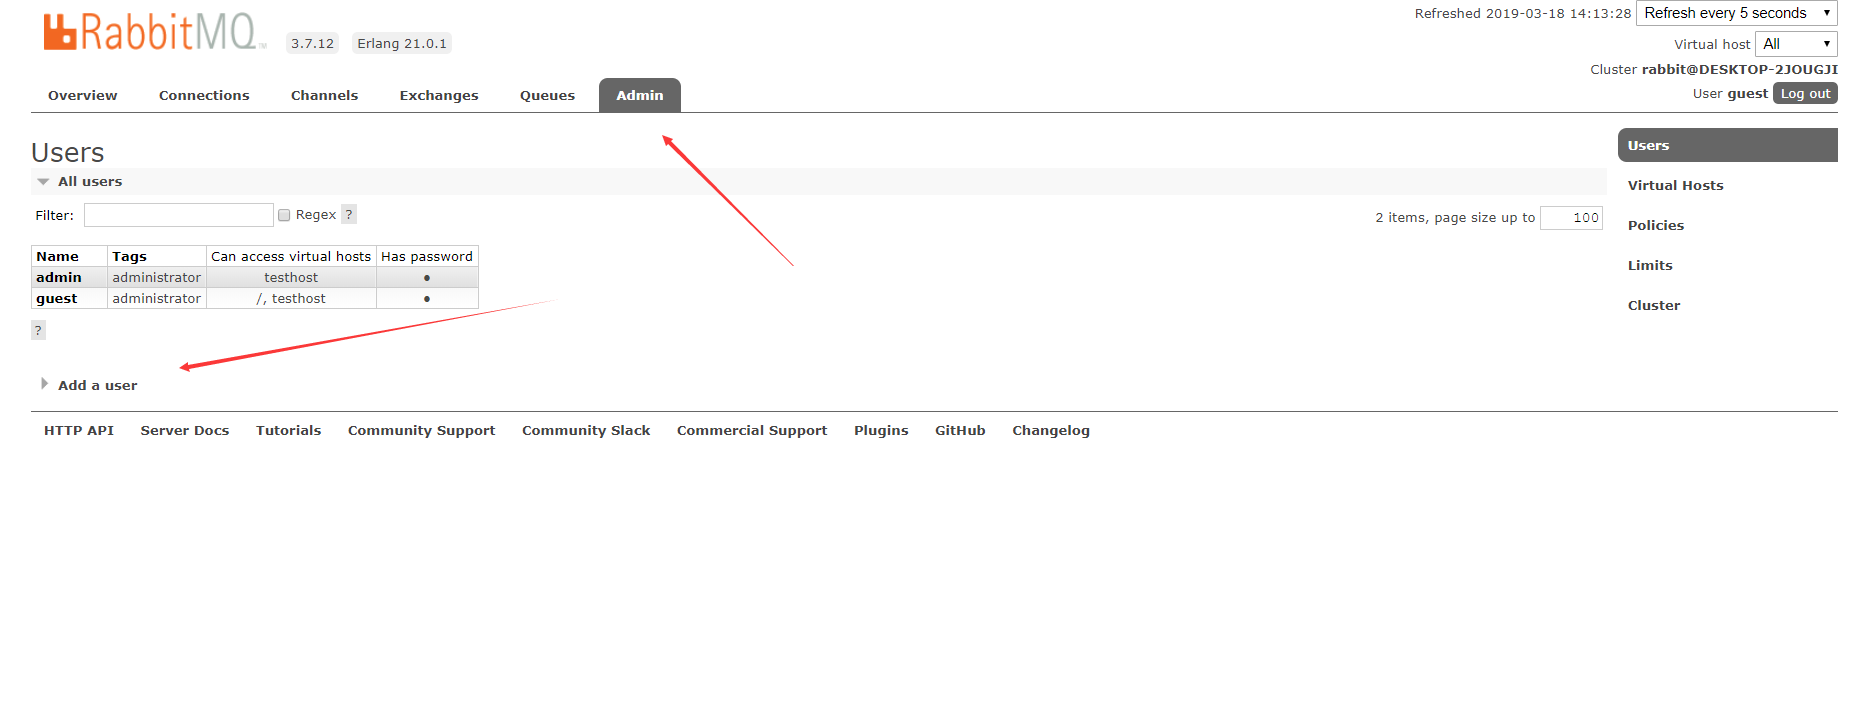 RabbitMQ™ 3.7.12 Erlang 21.0.1
Refreshed 2019-03-18 14:13:28 Refresh every 5 seconds
Virtual host All
Cluster rabbit@DESKTOP-2JOUGJI
User guest Log out
Overview Connections Channels Exchanges Queues Admin
Users
All users
Filter: Regex ?
2 items, page size up to 100
Name Tags Can access virtual hosts Has password
admin administrator testhost ●
guest administrator /, testhost ●
?
Add a user
Users
Virtual Hosts
Policies
Limits
Cluster
HTTP API Server Docs Tutorials Community Support Community Slack Commercial Support Plugins GitHub Changelog